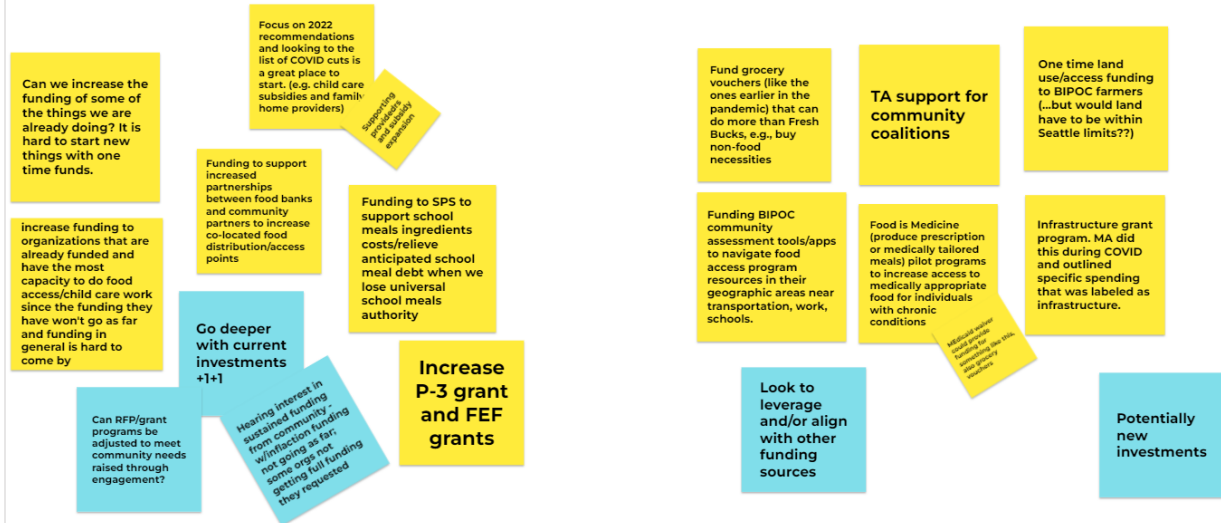 Can we increase the
funding of some of
the things we are
already doing? It is
hard to start new
things with one
time funds.
Focus on 2022
recommendations
and looking to the
list of COVID cuts is
a great place to
start. (e.g. child care
subsidies and family
home providers)
Supporting
providedrs
and subsidy
expansion
Funding to support
increased
partnerships
between food banks
and community
partners to increase
co-located food
distribution/access
points
increase funding to
organizations that are
already funded and
have the most
capacity to do food
access/child care work
since the funding they
have won't go as far
and funding in
general is hard to
come by
Funding to SPS to
support school
meals ingredients
costs/relieve
anticipated school
meal debt when we
lose universal
school meals
authority
Go deeper
with current
investments
+1+1
Can RFP/grant
programs be
adjusted to meet
community needs
raised through
engagement?
Hearing interest in
sustained funding
from community -
w/inflaction funding
not going as far;
some orgs not
getting full funding
they requested
Increase
P-3 grant
and FEF
grants
Fund grocery
vouchers (like the
ones earlier in the
pandemic) that can
do more than Fresh
Bucks, e.g., buy
non-food
necessities
TA support for
community
coalitions
One time land
use/access funding
to BIPOC farmers
(...but would land
have to be within
Seattle limits??)
Funding BIPOC
community
assessment tools/apps
to navigate food
access program
resources in their
geographic areas near
transportation, work,
schools.
Food is Medicine
(produce prescription
or medically tailored
meals) pilot programs
to increase access to
medically appropriate
food for individuals
with chronic
conditions
MEdicaid waiver
could provide
funding for
something like this,
also grocery
vouchers
Infrastructure grant
program. MA did
this during COVID
and outlined
specific spending
that was labeled as
infrastructure.
Look to
leverage
and/or align
with other
funding
sources
Potentially
new
investments